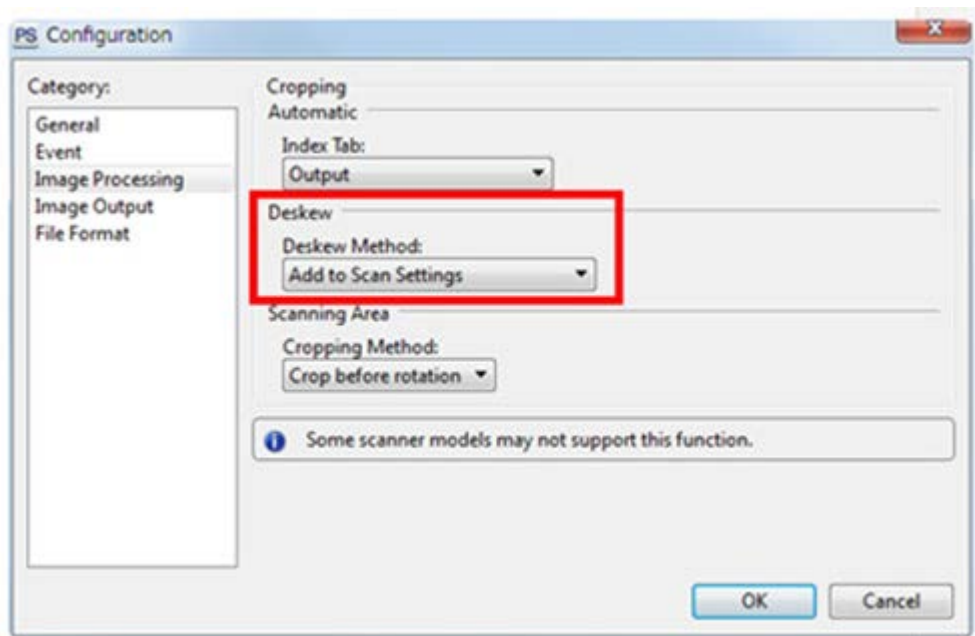 PS Configuration
Category:
General
Event
Image Processing
Image Output
File Format
Cropping
Automatic
Index Tab:
Output
Deskew
Deskew Method:
Add to Scan Settings
Scanning Area
Cropping Method:
Crop before rotation
Some scanner models may not support this function.
OK
Cancel